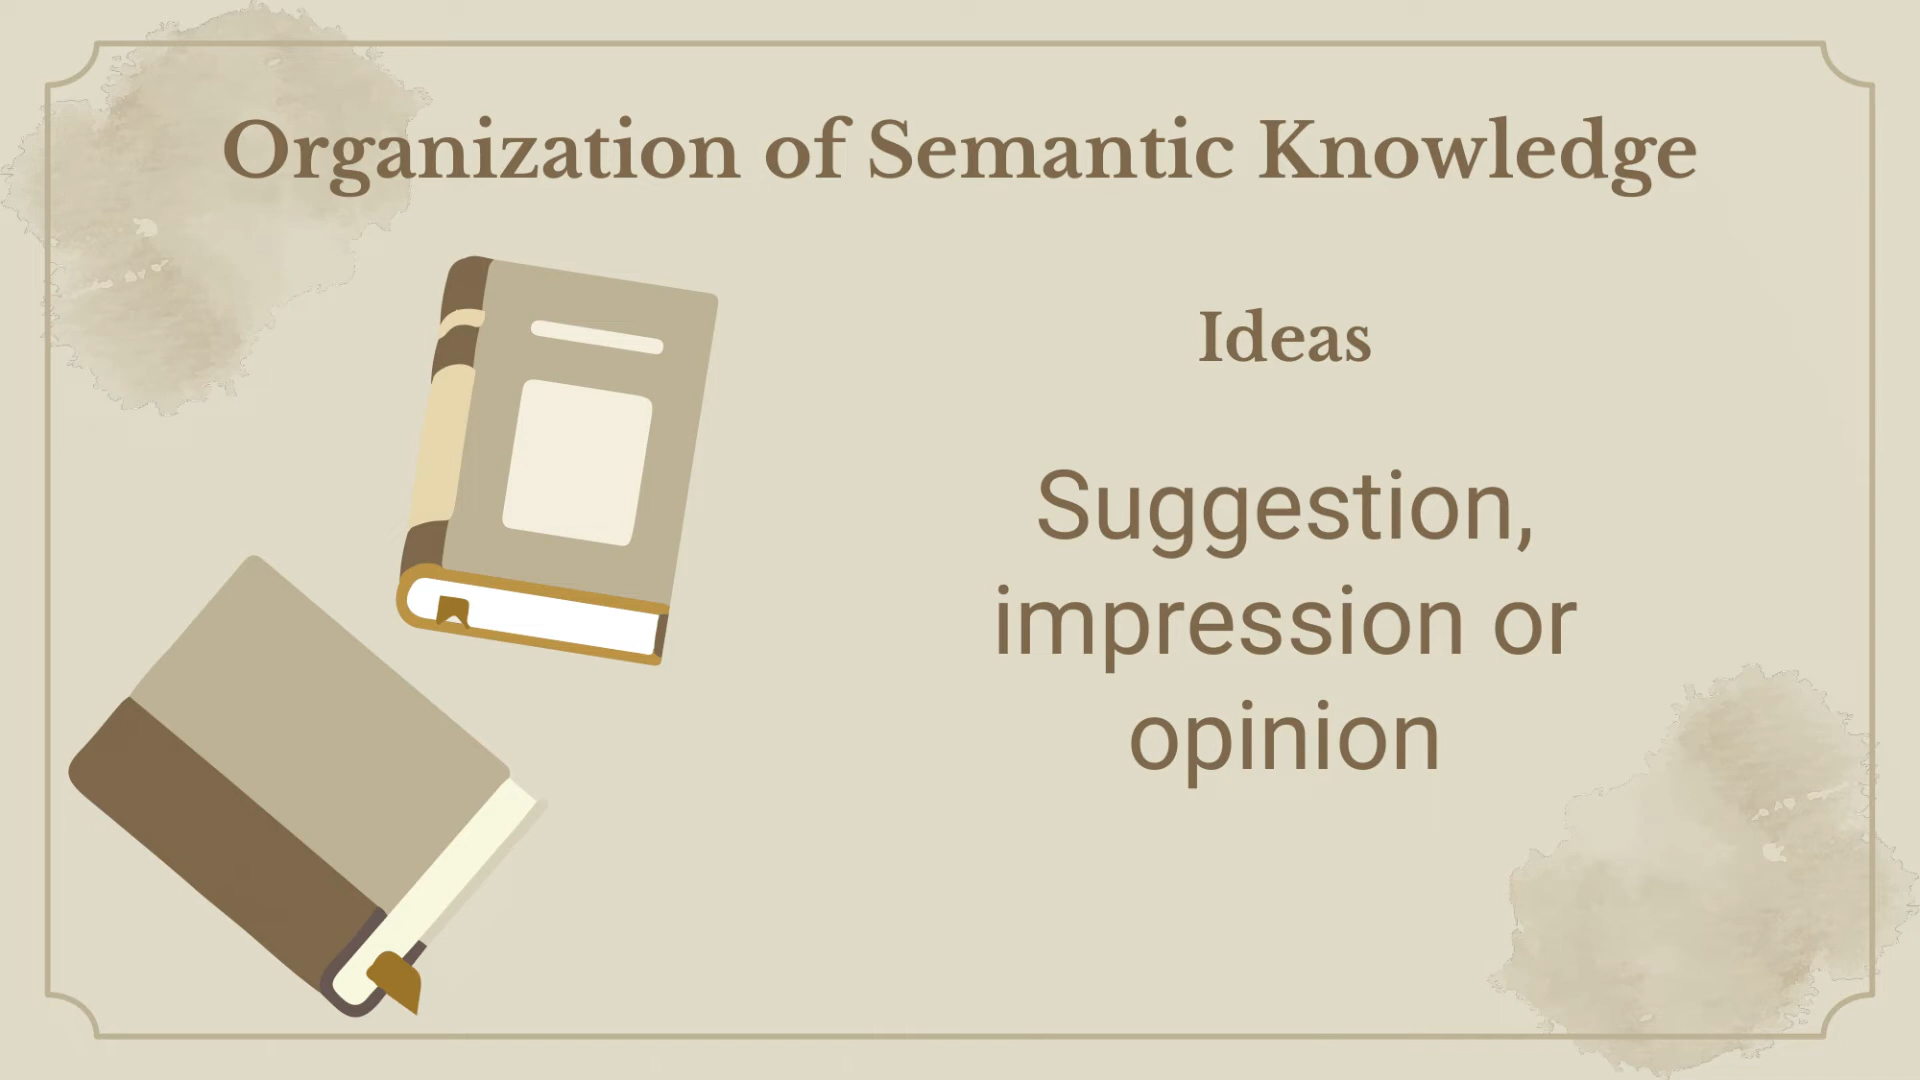 Organization of Semantic Knowledge
Ideas
Suggestion,
impression or
opinion